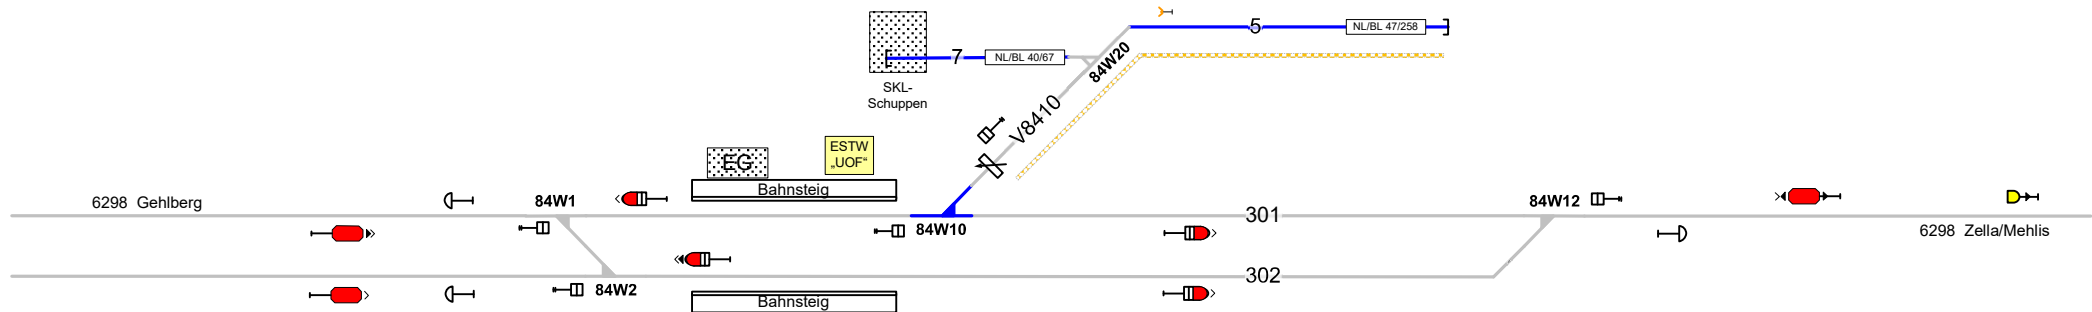 5
NL/BL 47/258
7
NL/BL 40/67
84W20
SKL-
Schuppen
V8410
EG
ESTW
„UOF“
Bahnsteig
6298 Gehlberg
84W1
84W10
301
84W12
6298 Zella/Mehlis
302
84W2
Bahnsteig